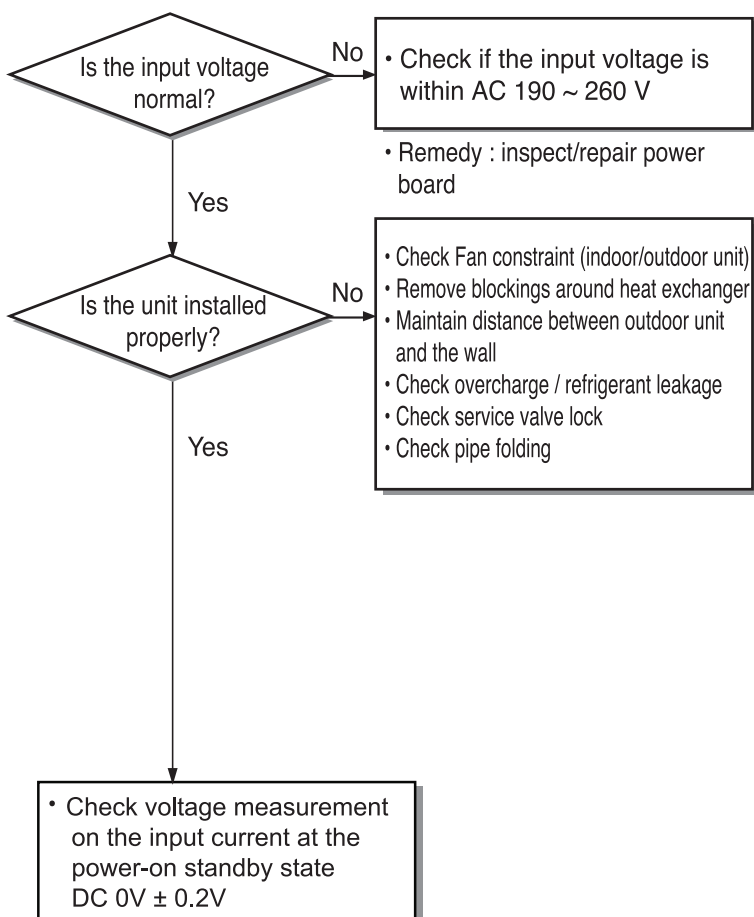 Is the input voltage
normal?
No
• Check if the input voltage is
within AC 190 ~ 260 V
• Remedy : inspect/repair power
board
Yes
Is the unit installed
properly?
No
• Check Fan constraint (indoor/outdoor unit)
• Remove blockings around heat exchanger
• Maintain distance between outdoor unit
and the wall
• Check overcharge / refrigerant leakage
• Check service valve lock
• Check pipe folding
Yes
• Check voltage measurement
on the input current at the
power-on standby state
DC 0V ± 0.2V